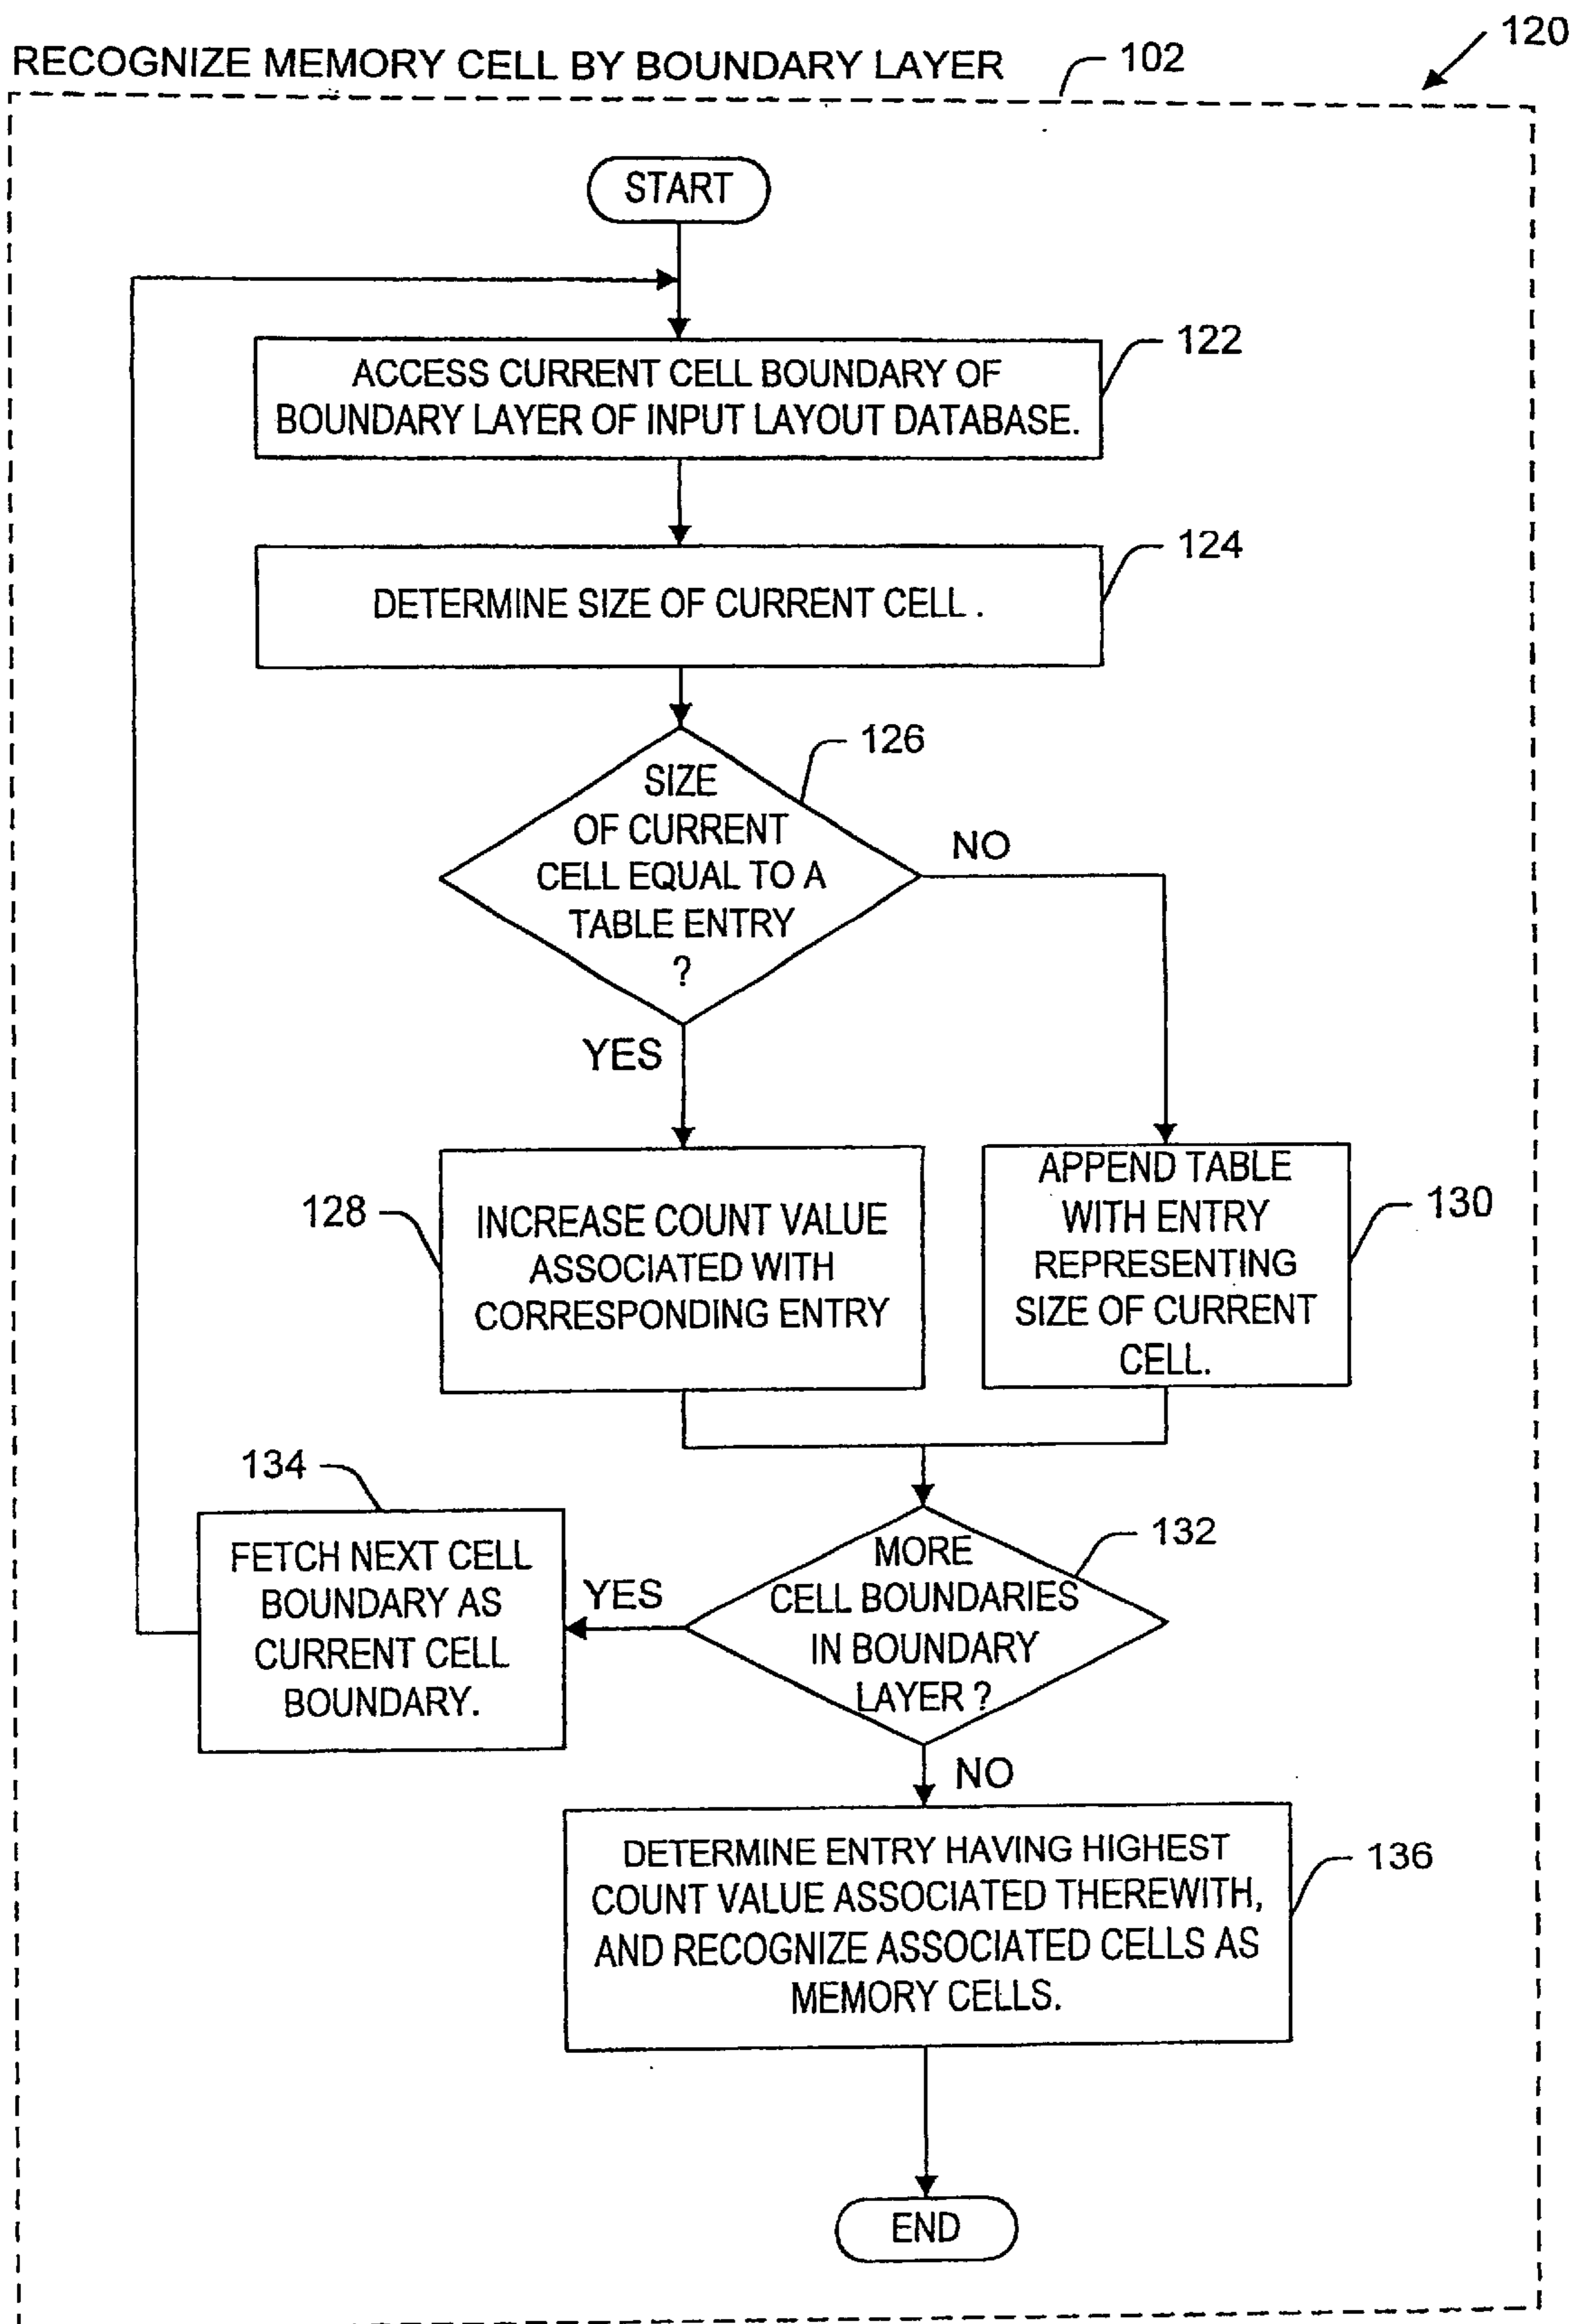 120
RECOGNIZE MEMORY CELL BY BOUNDARY LAYER
102
START
ACCESS CURRENT CELL BOUNDARY OF
BOUNDARY LAYER OF INPUT LAYOUT DATABASE.
122
DETERMINE SIZE OF CURRENT CELL .
124
SIZE
OF CURRENT
CELL EQUAL TO A
TABLE ENTRY
?
126
NO
YES
128
INCREASE COUNT VALUE
ASSOCIATED WITH
CORRESPONDING ENTRY
APPEND TABLE
WITH ENTRY
REPRESENTING
SIZE OF CURRENT
CELL.
130
134
FETCH NEXT CELL
BOUNDARY AS
CURRENT CELL
BOUNDARY.
YES
MORE
CELL BOUNDARIES
IN BOUNDARY
LAYER ?
132
NO
DETERMINE ENTRY HAVING HIGHEST
COUNT VALUE ASSOCIATED THEREWITH,
AND RECOGNIZE ASSOCIATED CELLS AS
MEMORY CELLS.
136
END